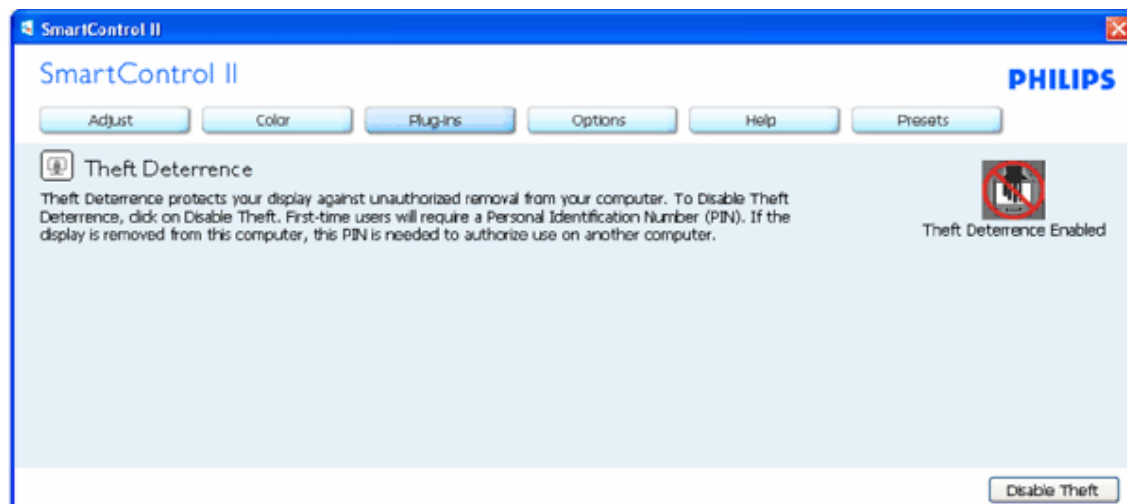 SmartControl II
SmartControl II
PHILIPS
Adjust Color Plug-ins Options Help Presets
Theft Deterrence
Theft Deterrence protects your display against unauthorized removal from your computer. To Disable Theft
Deterrence, click on Disable Theft. First-time users will require a Personal Identification Number (PIN). If the
display is removed from this computer, this PIN is needed to authorize use on another computer.
Theft Deterrence Enabled
Disable Theft